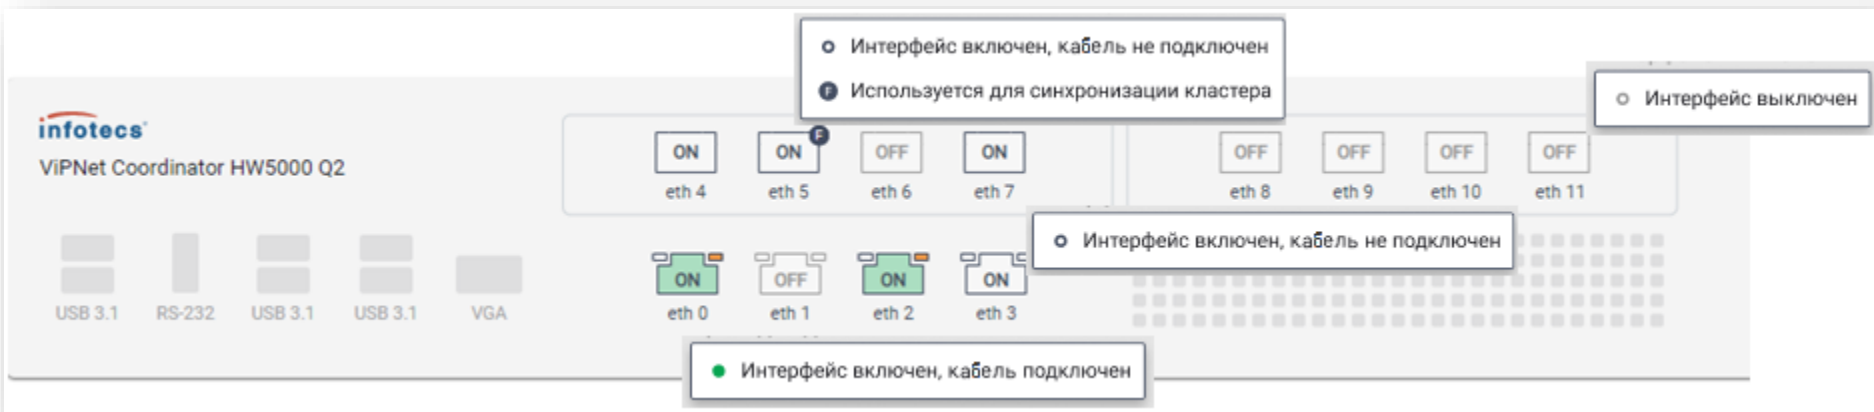 Интерфейс включен, кабель не подключен
F Используется для синхронизации кластера
Интерфейс выключен
infotecs
ViPNet Coordinator HW5000 Q2
F
ON ON OFF ON OFF OFF OFF OFF
eth 4 eth 5 eth 6 eth 7 eth 8 eth 9 eth 10 eth 11
Интерфейс включен, кабель не подключен
ON OFF ON ON
USB 3.1 RS-232 USB 3.1 USB 3.1 VGA eth 0 eth 1 eth 2 eth 3
Интерфейс включен, кабель подключен